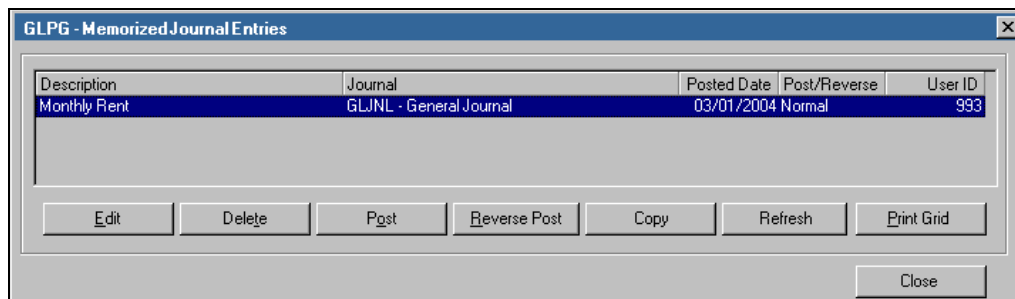 GLPG - Memorized Journal Entries
Description Journal Posted Date Post/Reverse User ID
Monthly Rent GLJNL - General Journal 03/01/2004 Normal 993
Edit Delete Post Reverse Post Copy Refresh Print Grid
Close